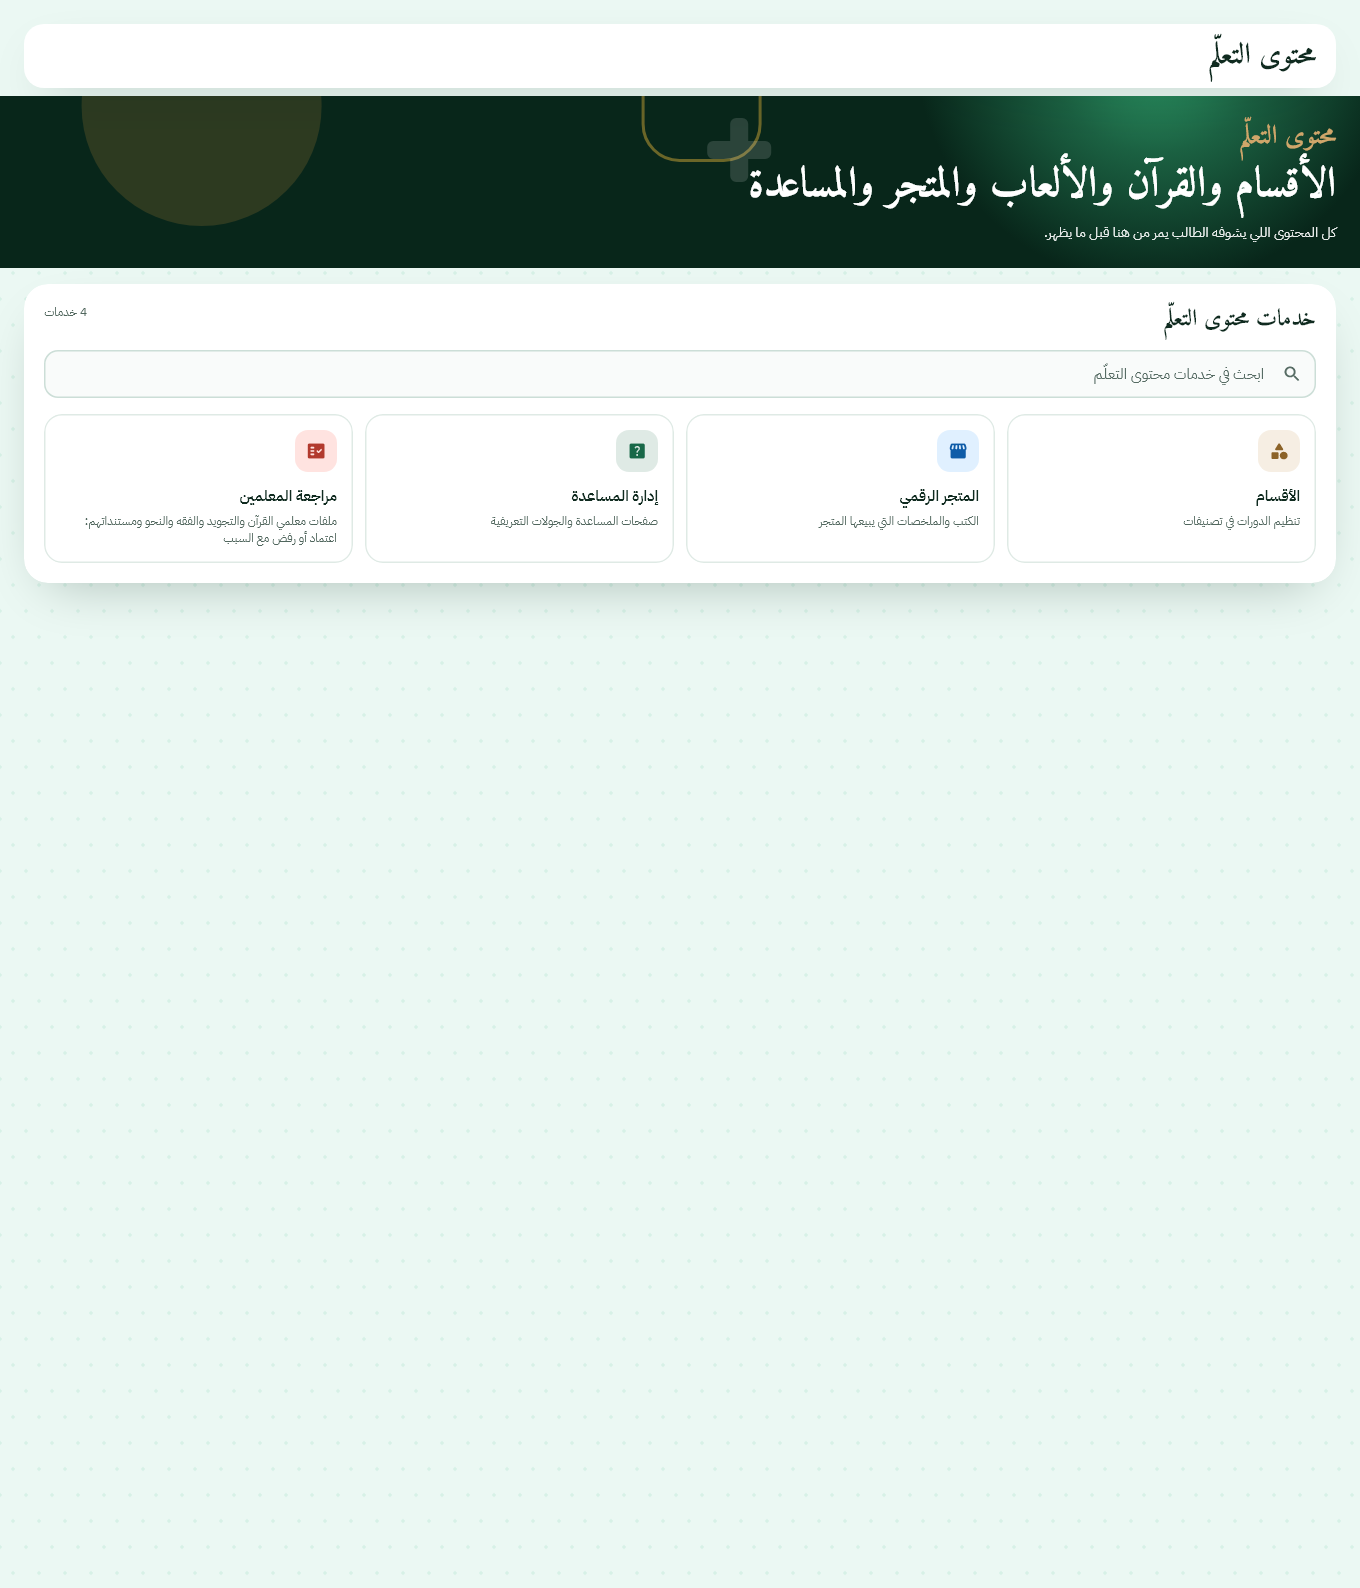 محتوى التعلّم
محتوى التعلّم
الأقسام والقرآن والألعاب والمتجر والمساعدة
كل المحتوى اللي يشوفه الطالب يمر من هنا قبل ما يظهر.
خدمات محتوى التعلّم
4 خدمات
ابحث في خدمات محتوى التعلّم
الأقسام
تنظيم الدورات في تصنيفات
المتجر الرقمي
الكتب والملخصات التي يبيعها المتجر
إدارة المساعدة
صفحات المساعدة والجولات التعريفية
مراجعة المعلمين
ملفات معلمي القرآن والتجويد والفقه والنحو ومستنداتهم:
اعتماد أو رفض مع السبب